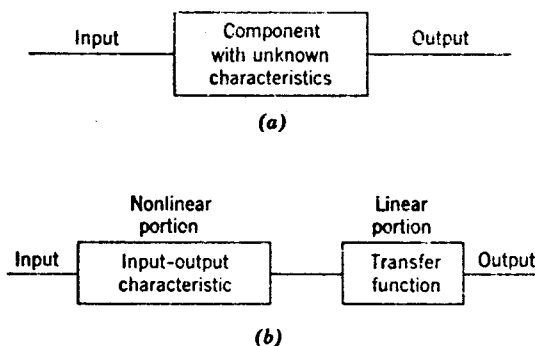 Input
Component
with unknown
characteristics
Output
(a)
Nonlinear
portion
Linear
portion
Input
Input-output
characteristic
Transfer
function
Output
(b)